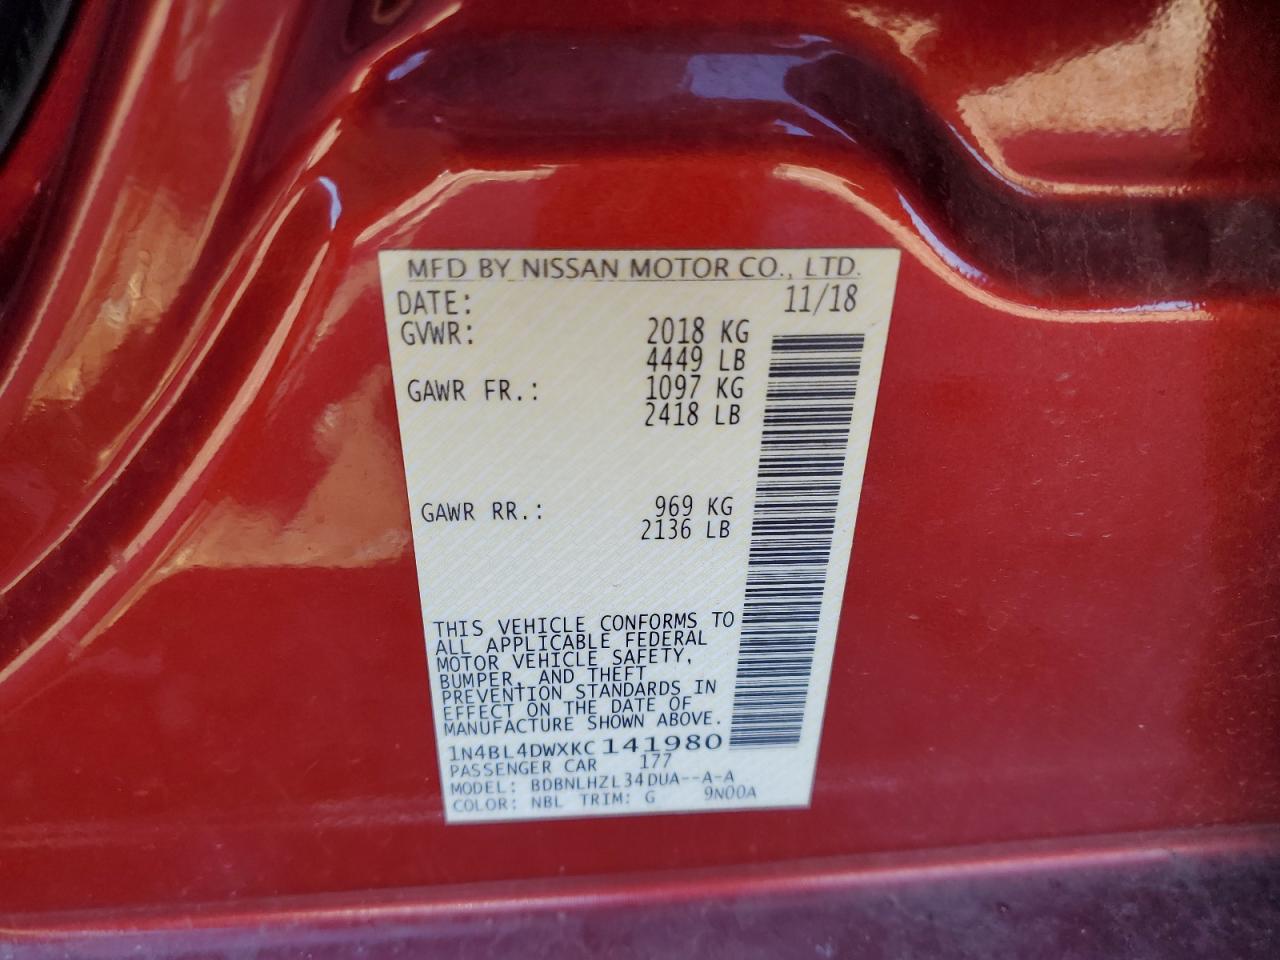 MFD BY NISSAN MOTOR CO., LTD.
DATE: 11/18
GVWR: 2018 KG
4449 LB
GAWR FR.: 1097 KG
2418 LB
GAWR RR.: 969 KG
2136 LB
THIS VEHICLE CONFORMS TO
ALL APPLICABLE FEDERAL
MOTOR VEHICLE SAFETY,
BUMPER, AND THEFT
PREVENTION STANDARDS IN
EFFECT ON THE DATE OF
MANUFACTURE SHOWN ABOVE.
1N4BL4DWXKC141980
PASSENGER CAR 177
MODEL: BDBNLHZL34DUA--A-A
COLOR: NBL TRIM: G 9N00A